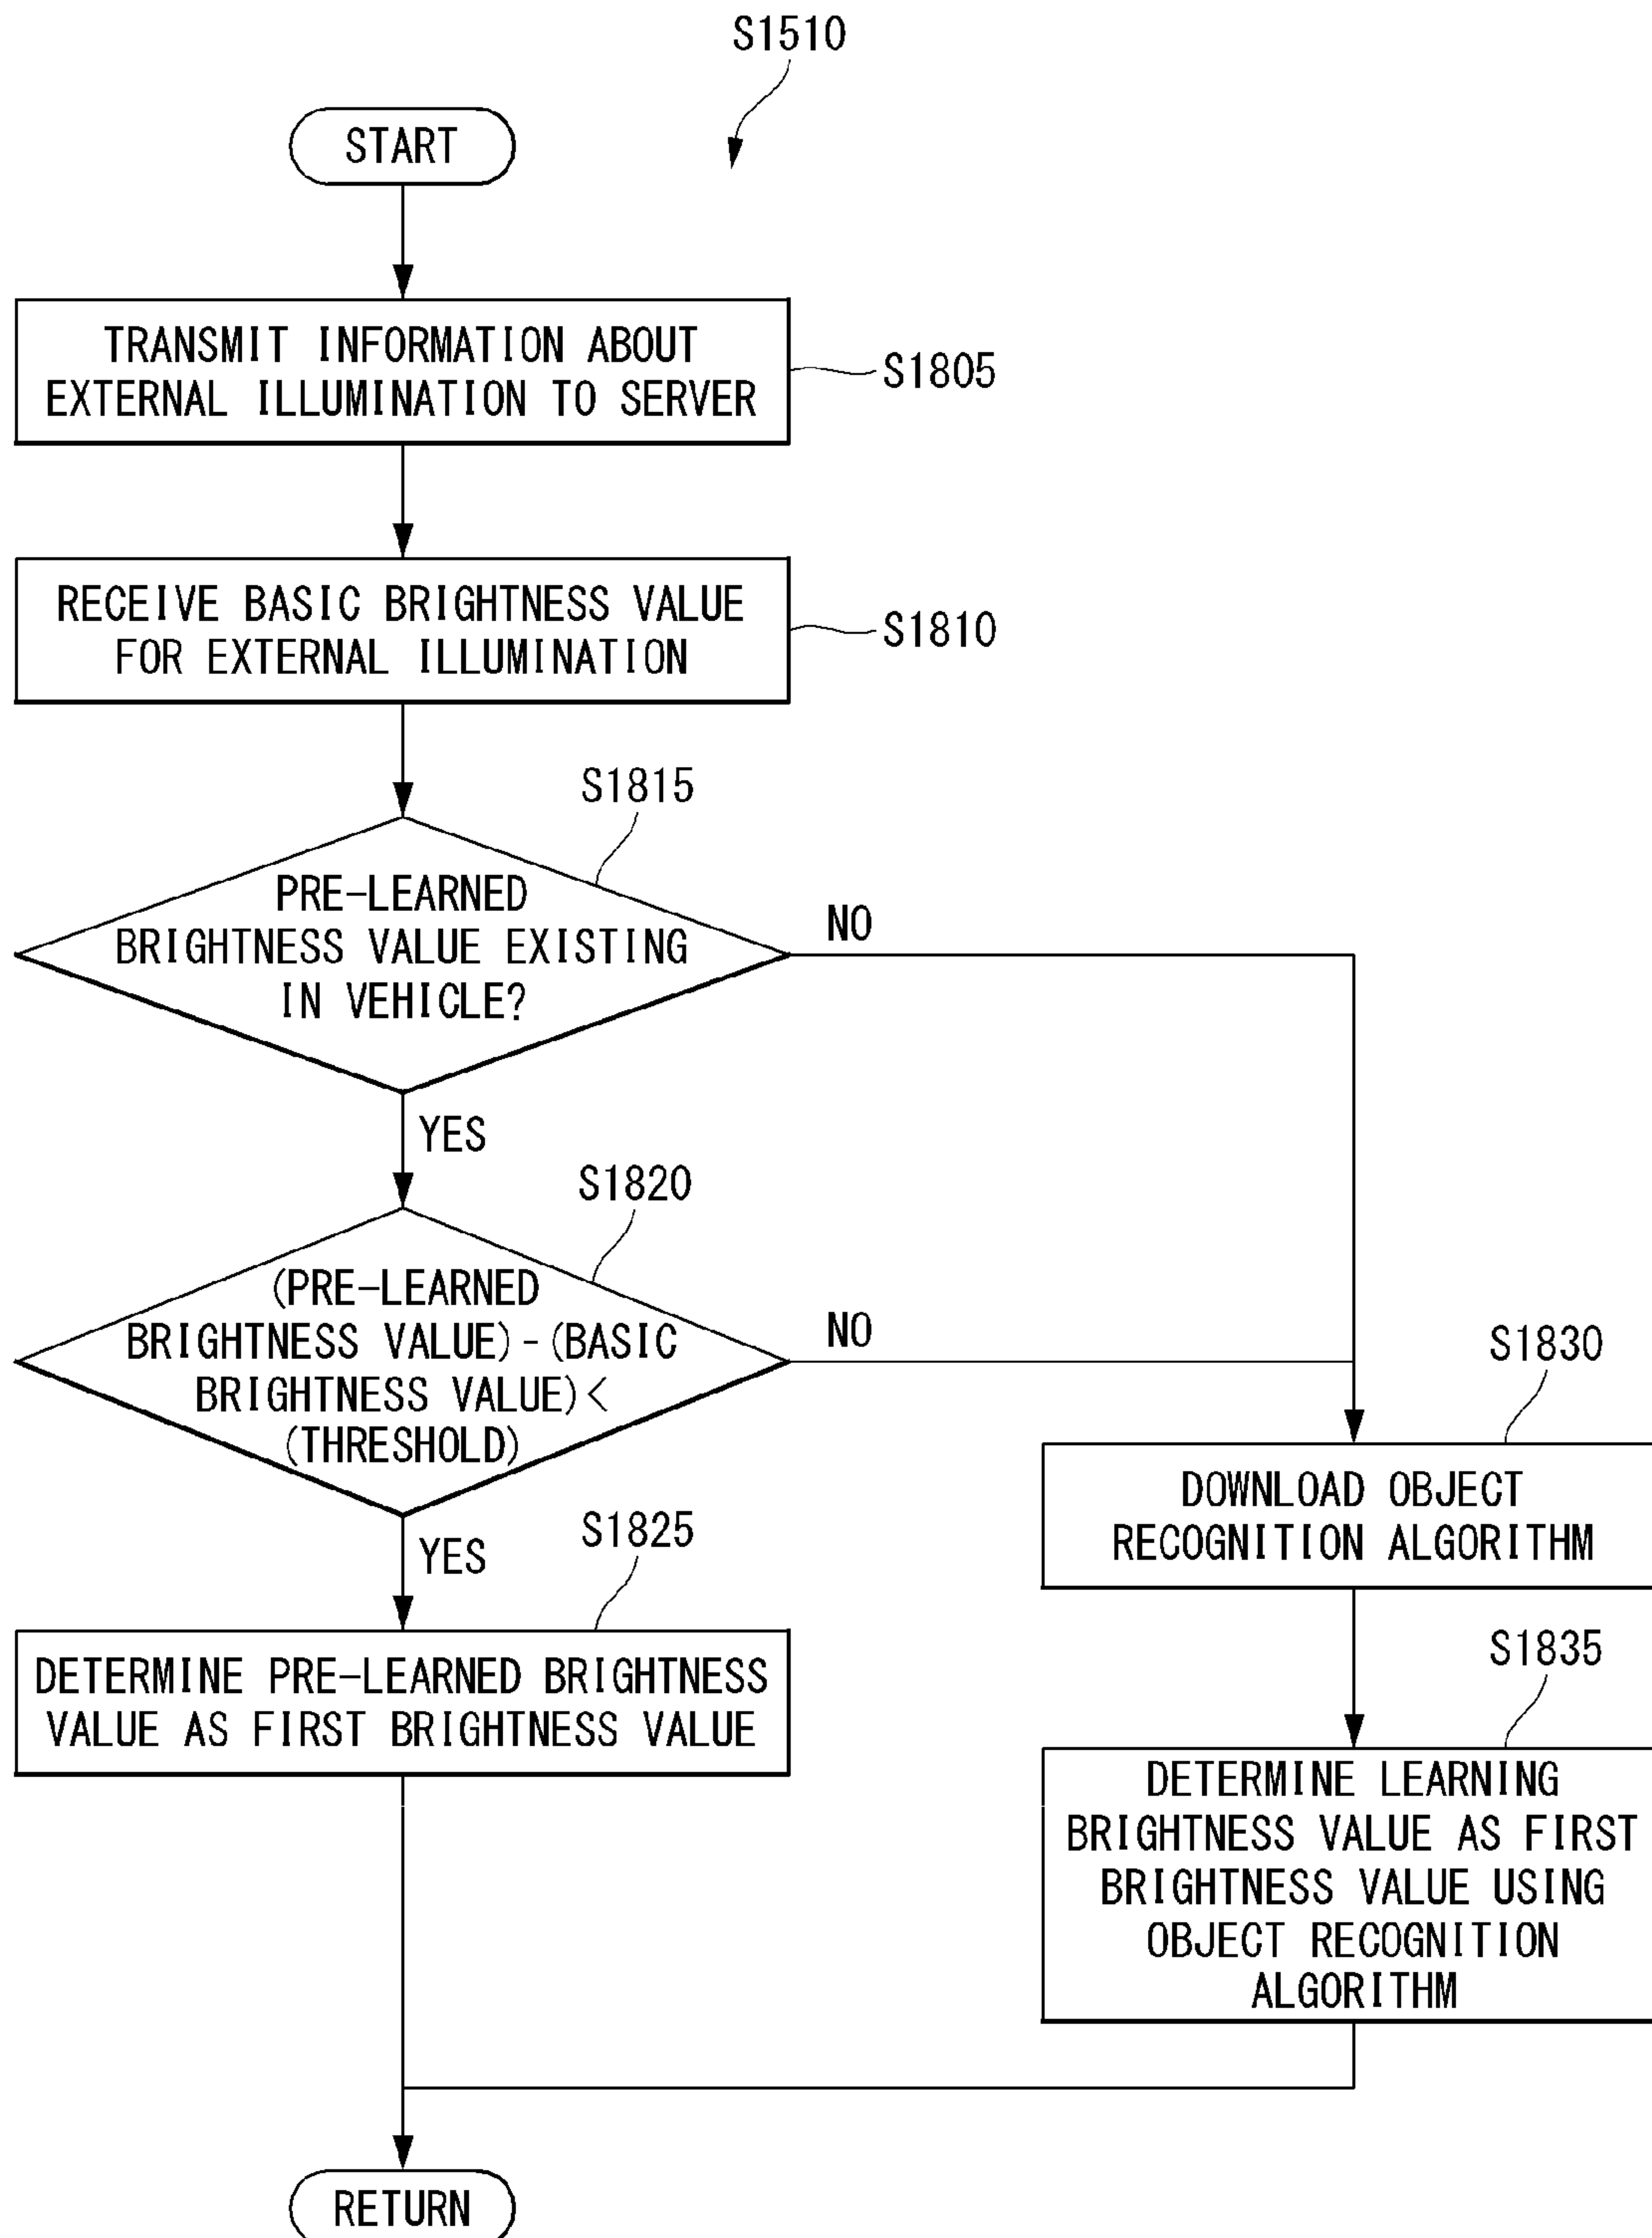 S1510
START
TRANSMIT INFORMATION ABOUT
EXTERNAL ILLUMINATION TO SERVER
S1805
RECEIVE BASIC BRIGHTNESS VALUE
FOR EXTERNAL ILLUMINATION
S1810
S1815
PRE-LEARNED
BRIGHTNESS VALUE EXISTING
IN VEHICLE?
NO
YES
S1820
(PRE-LEARNED
BRIGHTNESS VALUE)-(BASIC
BRIGHTNESS VALUE)<
(THRESHOLD)
NO
YES
S1825
DETERMINE PRE-LEARNED BRIGHTNESS
VALUE AS FIRST BRIGHTNESS VALUE
S1830
DOWNLOAD OBJECT
RECOGNITION ALGORITHM
S1835
DETERMINE LEARNING
BRIGHTNESS VALUE AS FIRST
BRIGHTNESS VALUE USING
OBJECT RECOGNITION
ALGORITHM
RETURN